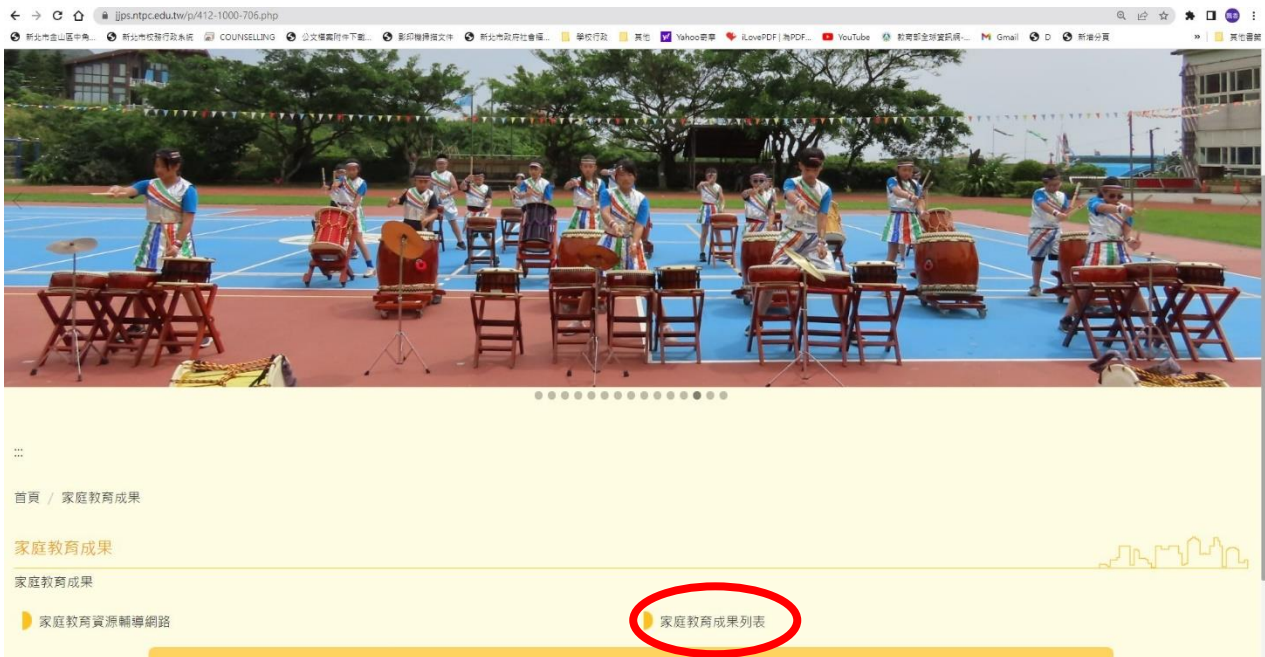 jjps.ntpc.edu.tw/p/412-1000-706.php
新北市金山區中角... 新北市校務行政系統 COUNSELLING 公文檔案附件下載... 影印機掃描文件 新北市政府社會福... 學校行政 其他 Yahoo奇摩 iLovePDF | 為PDF... YouTube 教育部全球資訊網-... Gmail D 新增分頁 » 其他書籤
:::
首頁 / 家庭教育成果
家庭教育成果
家庭教育成果
家庭教育資源輔導網路 家庭教育成果列表